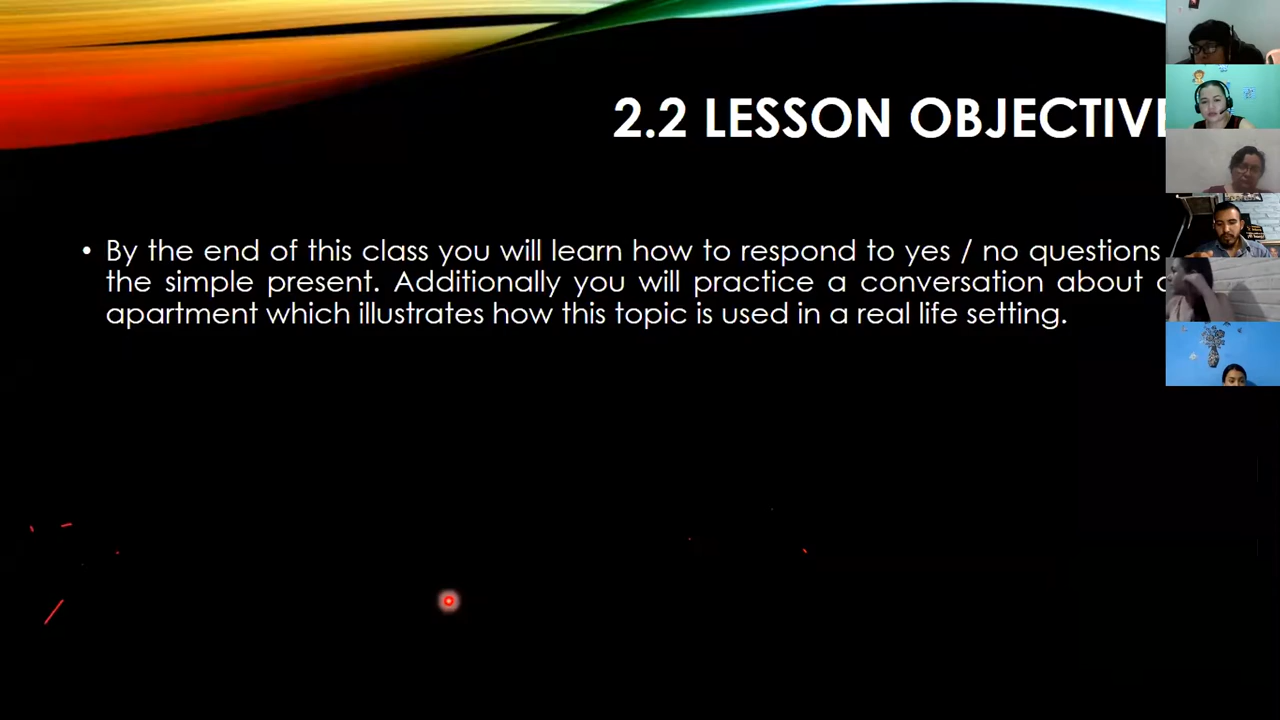 2.2 LESSON OBJECTIVE
• By the end of this class you will learn how to respond to yes / no questions
the simple present. Additionally you will practice a conversation about
apartment which illustrates how this topic is used in a real life setting.